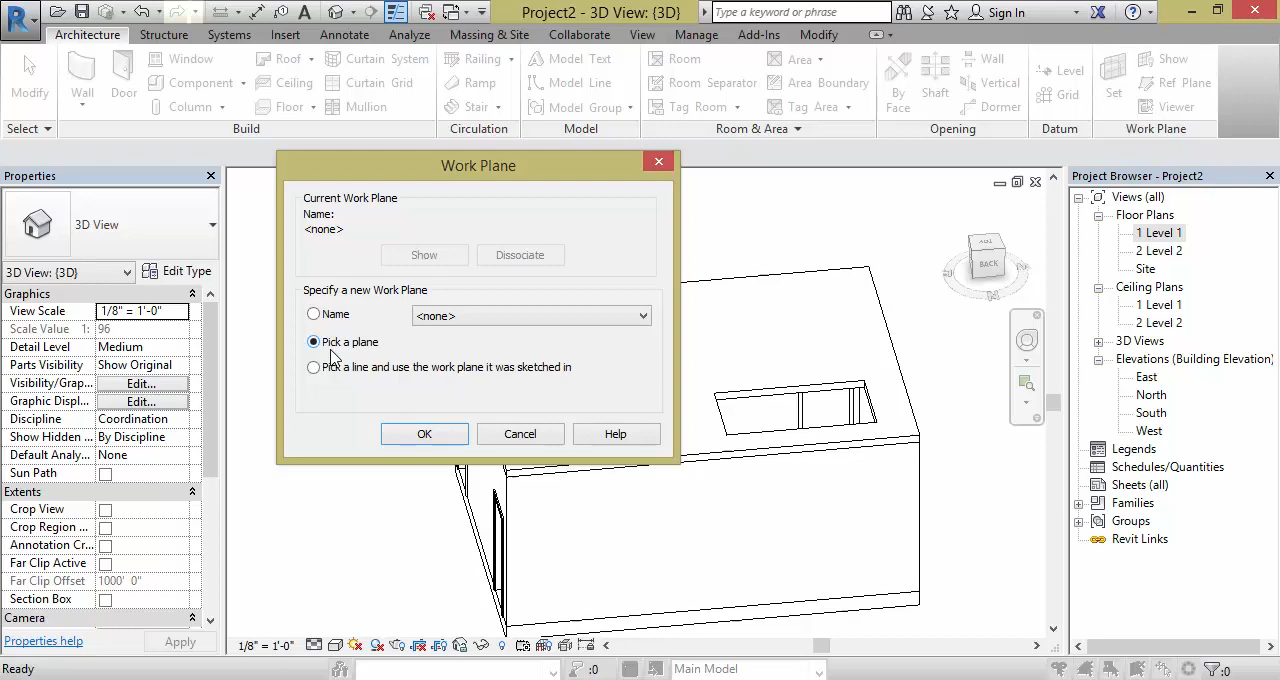 Project2 - 3D View: {3D}
Type a keyword or phrase
Sign In
Architecture
Structure
Systems
Insert
Annotate
Analyze
Massing & Site
Collaborate
View
Manage
Add-Ins
Modify
Modify
Wall
Door
Window
Component
Column
Roof
Ceiling
Floor
Curtain System
Curtain Grid
Mullion
Railing
Ramp
Stair
Model Text
Model Line
Model Group
Room
Room Separator
Tag Room
Area
Area Boundary
Tag Area
By Face
Shaft
Wall
Vertical
Dormer
Level
Grid
Set
Show
Ref Plane
Viewer
Select
Build
Circulation
Model
Room & Area
Opening
Datum
Work Plane
Properties
3D View
3D View: {3D}
Edit Type
Graphics
View Scale
1/8" = 1'-0"
Scale Value 1:
96
Detail Level
Medium
Parts Visibility
Show Original
Visibility/Grap...
Edit...
Graphic Displ...
Edit...
Discipline
Coordination
Show Hidden ...
By Discipline
Default Analy...
None
Sun Path
Extents
Crop View
Crop Region ...
Annotation Cr...
Far Clip Active
Far Clip Offset
1000' 0"
Section Box
Camera
Properties help
Apply
Work Plane
Current Work Plane
Name:
<none>
Show
Dissociate
Specify a new Work Plane
Name
<none>
Pick a plane
Pick a line and use the work plane it was sketched in
OK
Cancel
Help
BACK
Project Browser - Project2
Views (all)
Floor Plans
1 Level 1
2 Level 2
Site
Ceiling Plans
1 Level 1
2 Level 2
3D Views
Elevations (Building Elevation)
East
North
South
West
Legends
Schedules/Quantities
Sheets (all)
Families
Groups
Revit Links
1/8" = 1'-0"
Ready
:0
Main Model
:0